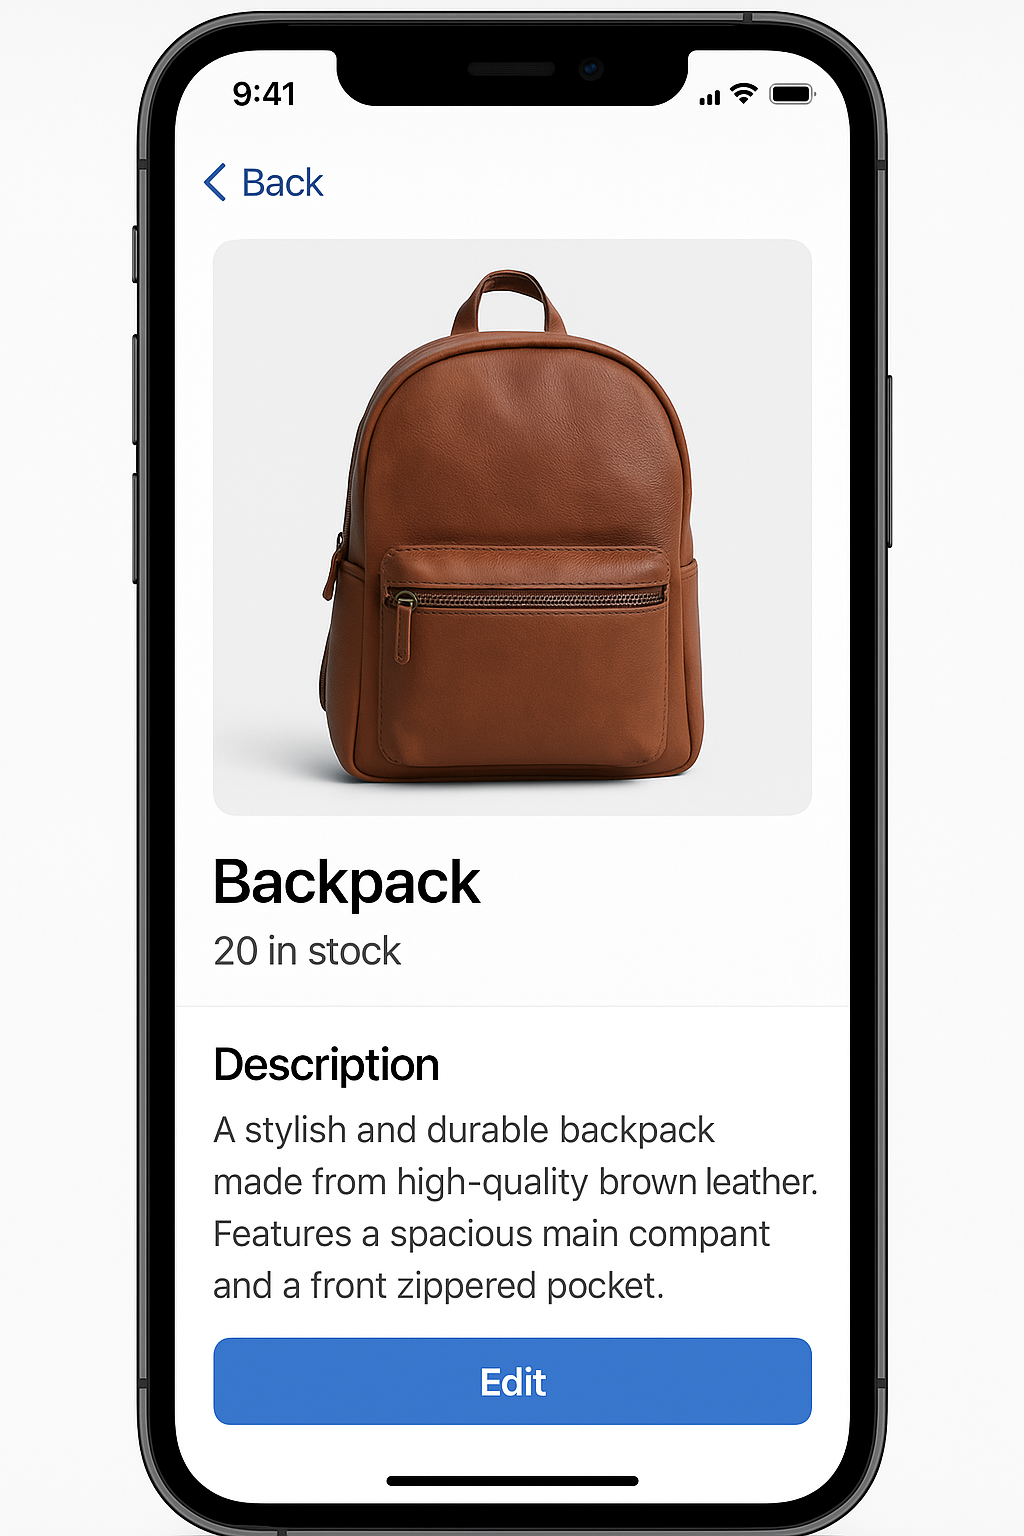 9:41
Back
Backpack
20 in stock
Description
A stylish and durable backpack
made from high-quality brown leather.
Features a spacious main compant
and a front zippered pocket.
Edit